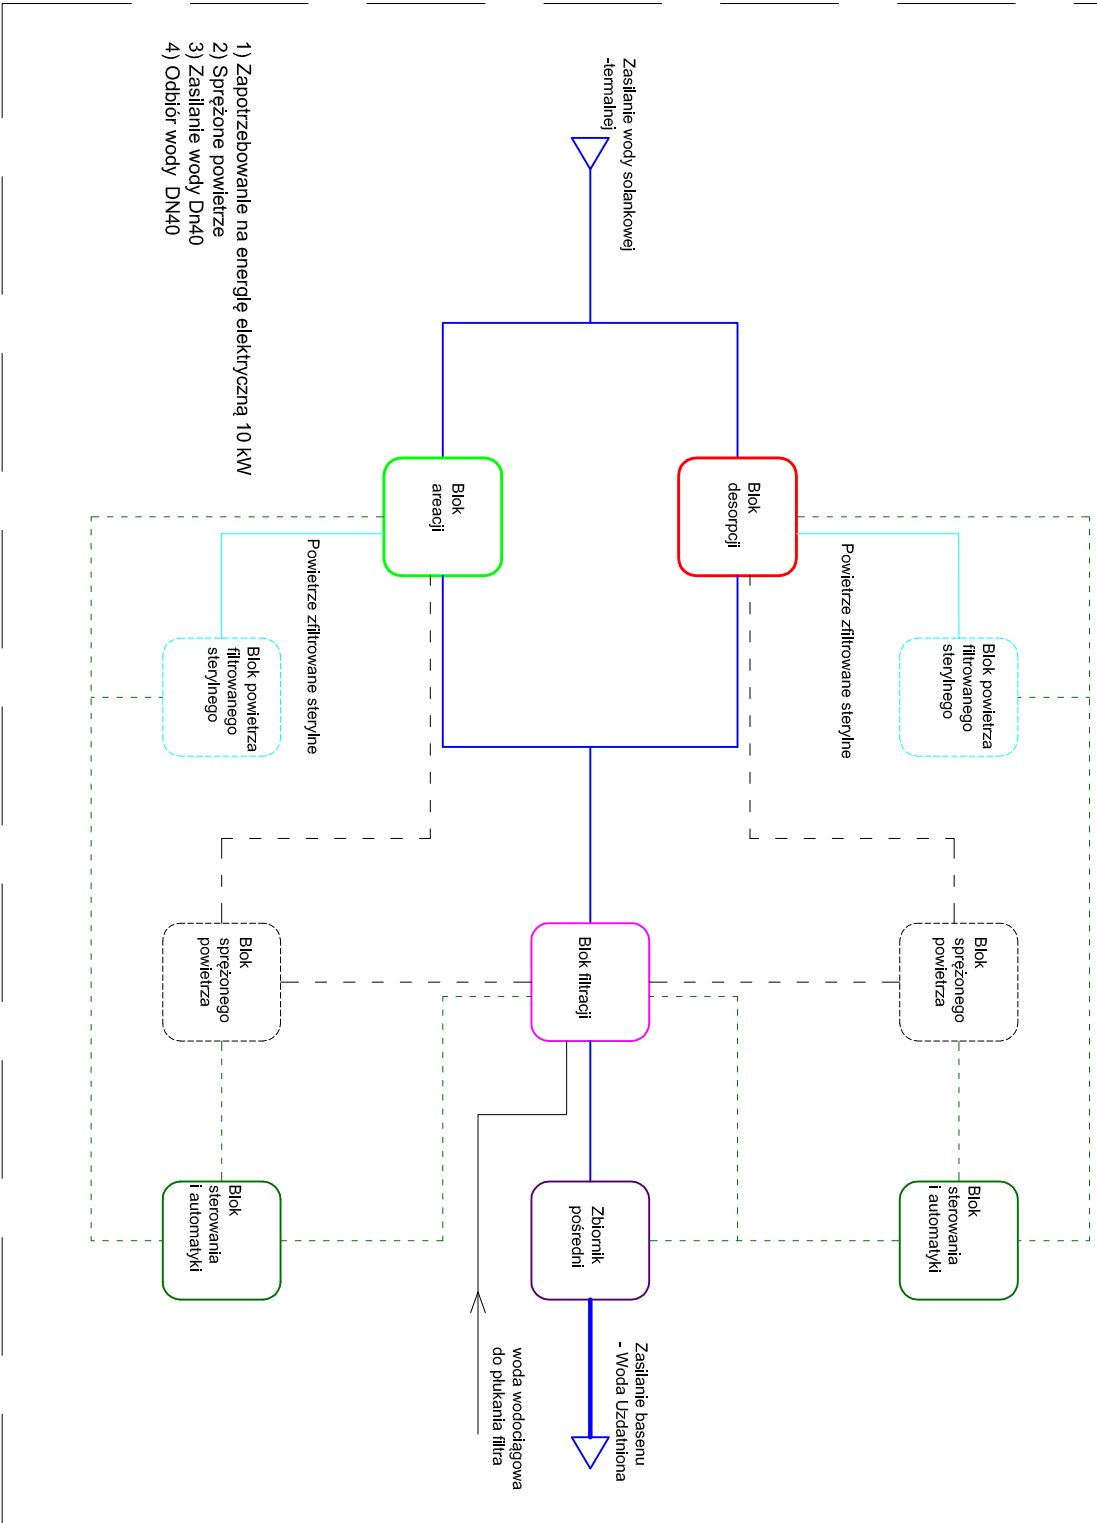 Zasilanie wody solankowej
-termalnej
1) Zapotrzebowanie na energię elektryczną 10 kW
2) Sprężone powietrze
3) Zasilanie wody Dn40
4) Odbiór wody DN40
Blok
desorpcji
Blok
areacji
Powietrze zfiltrowane sterylne
Powietrze zfiltrowane sterylne
Blok powietrza
filtrowanego
sterylnego
Blok powietrza
filtrowanego
sterylnego
Blok
sprężonego
powietrza
Blok filtracji
Blok
sprężonego
powietrza
Blok
sterowania
i automatyki
Zbiornik
pośredni
Blok
sterowania
i automatyki
Zasilanie basenu
- Woda Uzdatniona
woda wodociągowa
do płukania filtra